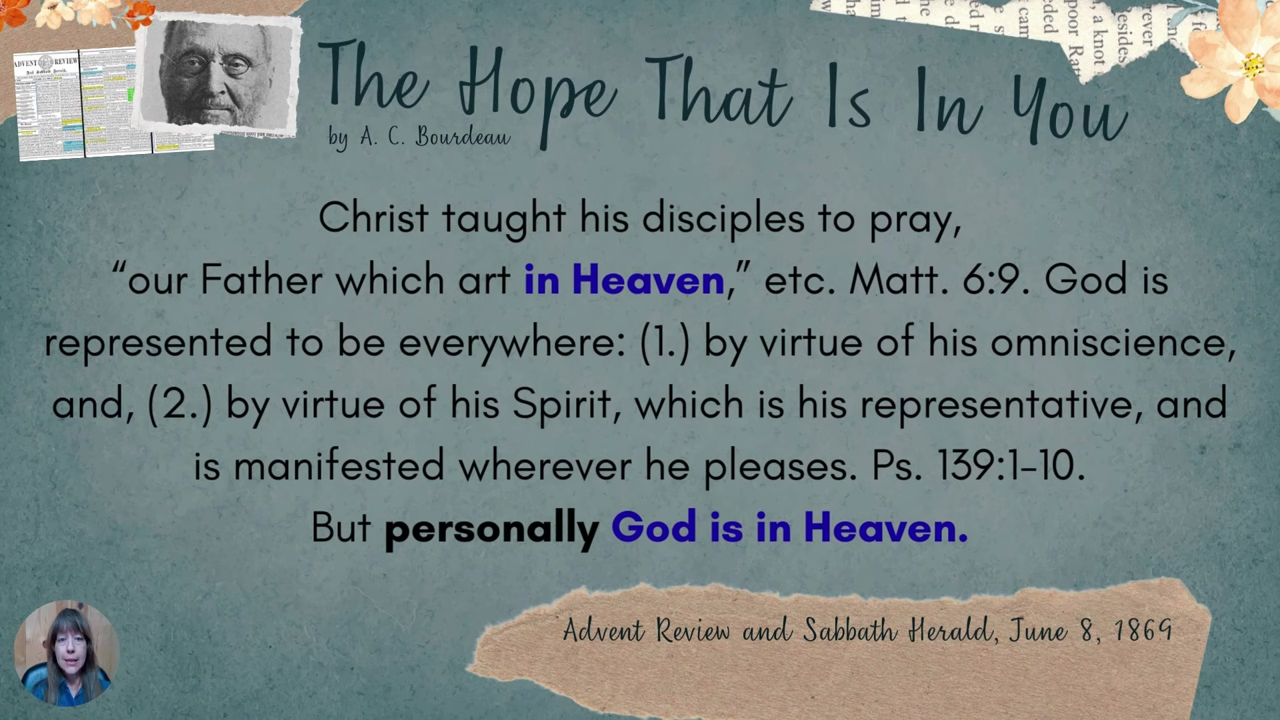 ADVENT REVIEW
The Hope That Is In You
by A. C. Bourdeau
Christ taught his disciples to pray,
“our Father which art in Heaven,” etc. Matt. 6:9. God is
represented to be everywhere: (1.) by virtue of his omniscience,
and, (2.) by virtue of his Spirit, which is his representative, and
is manifested wherever he pleases. Ps. 139:1-10.
But personally God is in Heaven.
Advent Review and Sabbath Herald, June 8, 1869